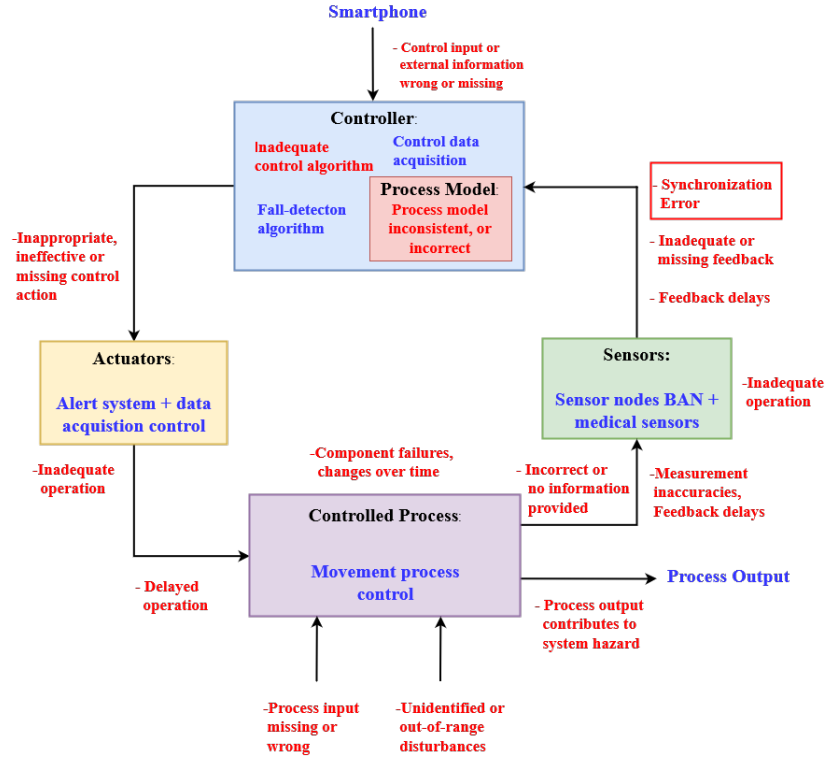 Smartphone
- Control input or
external information
wrong or missing
Controller:
Inadequate
control algorithm
Control data
acquisition
Fall-detecton
algorithm
Process Model:
Process model
inconsistent, or
incorrect
- Synchronization
Error
- Inadequate or
missing feedback
- Feedback delays
-Inappropriate,
ineffective or
missing control
action
Actuators:
Alert system + data
acquistion control
Sensors:
Sensor nodes BAN +
medical sensors
-Inadequate
operation
-Inadequate
operation
-Component failures,
changes over time
- Incorrect or
no information
provided
-Measurement
inaccuracies,
Feedback delays
Controlled Process:
Movement process
control
- Delayed
operation
Process Output
- Process output
contributes to
system hazard
-Process input
missing or
wrong
-Unidentified or
out-of-range
disturbances